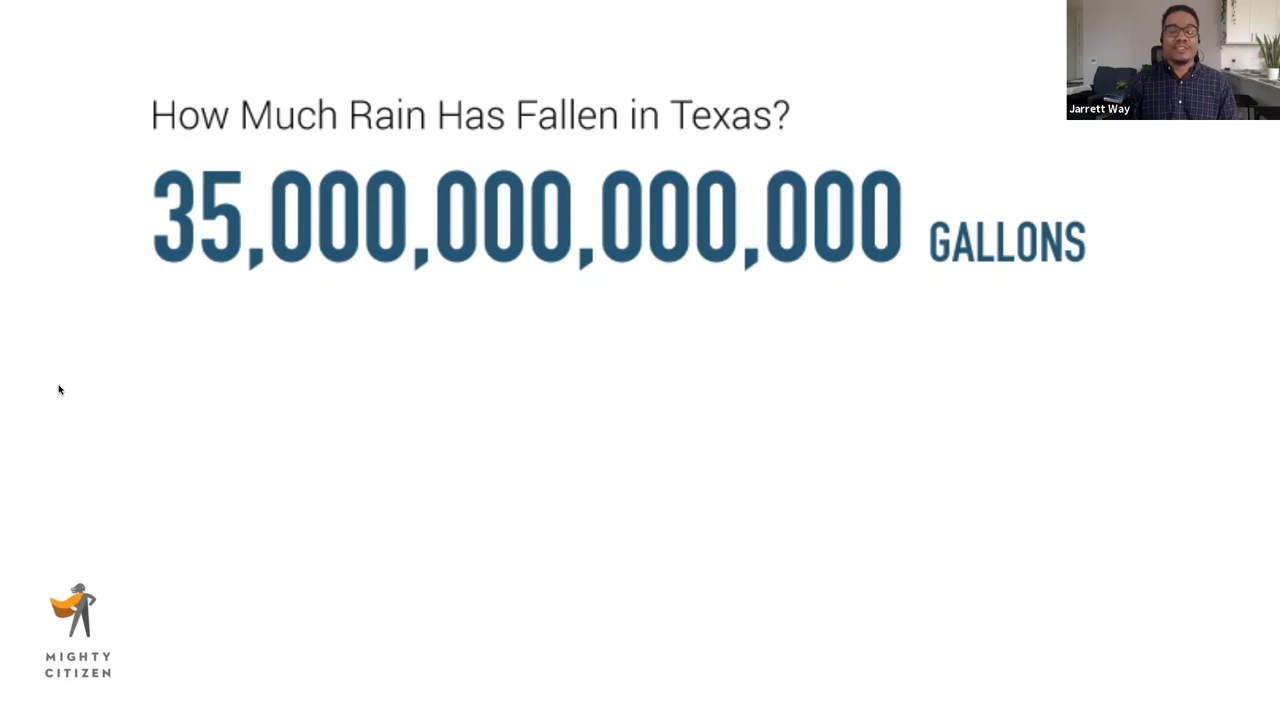 Jarrett Way
How Much Rain Has Fallen in Texas?
35,000,000,000,000 GALLONS
MIGHTY
CITIZEN